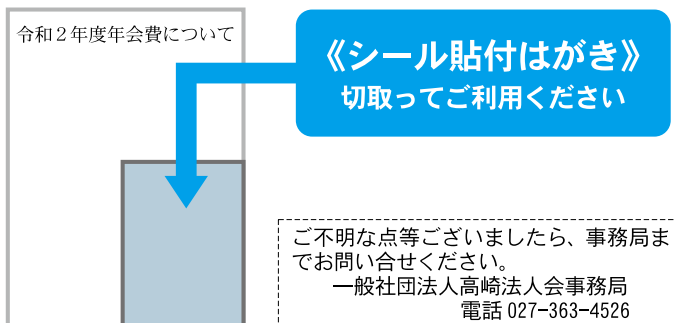 令和２年度年会費について
《シール貼付はがき》
切取ってご利用ください
ご不明な点等ございましたら、事務局ま
でお問い合せください。
一般社団法人高崎法人会事務局
電話 027-363-4526